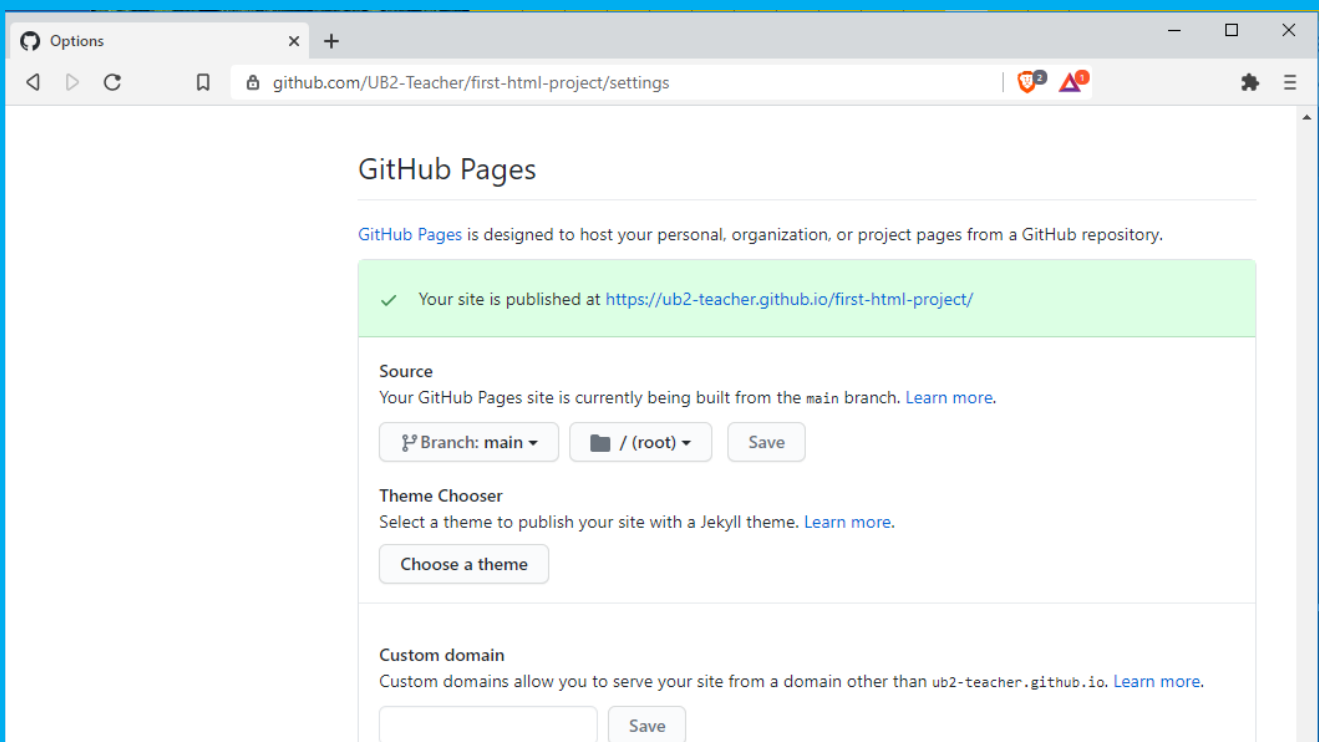 Options
github.com/UB2-Teacher/first-html-project/settings
2
1
GitHub Pages
GitHub Pages is designed to host your personal, organization, or project pages from a GitHub repository.
Your site is published at https://ub2-teacher.github.io/first-html-project/
Source
Your GitHub Pages site is currently being built from the main branch. Learn more.
Branch: main
/ (root)
Save
Theme Chooser
Select a theme to publish your site with a Jekyll theme. Learn more.
Choose a theme
Custom domain
Custom domains allow you to serve your site from a domain other than ub2-teacher.github.io. Learn more.
Save